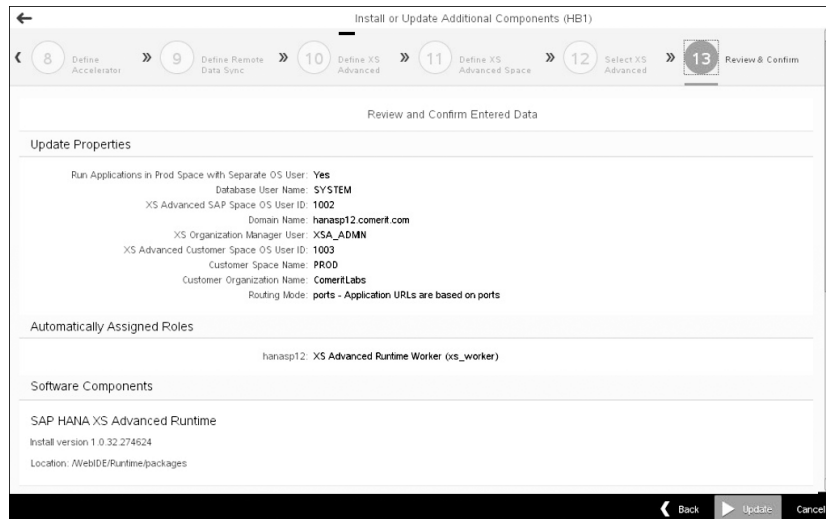 Install or Update Additional Components (HB1)
8 Define Accelerator » 9 Define Remote Data Sync » 10 Define XS Advanced » 11 Define XS Advanced Space » 12 Select XS Advanced » 13 Review & Confirm
Review and Confirm Entered Data
Update Properties
Run Applications in Prod Space with Separate OS User: Yes
Database User Name: SYSTEM
XS Advanced SAP Space OS User ID: 1002
Domain Name: hanasp12.comerit.com
XS Organization Manager User: XSA_ADMIN
XS Advanced Customer Space OS User ID: 1003
Customer Space Name: PROD
Customer Organization Name: ComeritLabs
Routing Mode: ports - Application URLs are based on ports
Automatically Assigned Roles
hanasp12: XS Advanced Runtime Worker (xs_worker)
Software Components
SAP HANA XS Advanced Runtime
Install version 1.0.32.274624
Location: /WebIDE/Runtime/packages
Back Update Cancel